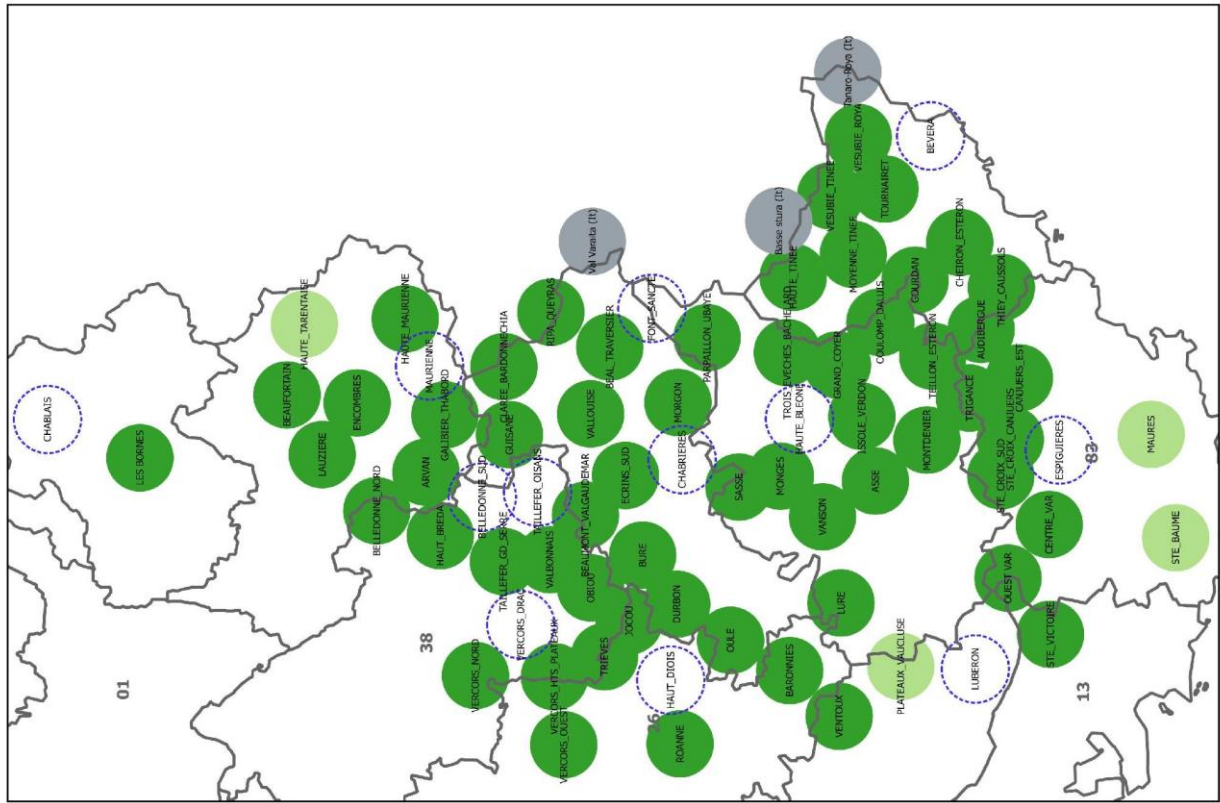 CHABLAIS
LES BORNES
01
HAUTE_TARENTAISE
BEAUFORTAIN
ENCOMBRES
LAUZIERE
HAUTE_MAURIENNE
MAURIENNE
BELLEDONNE_NORD
ARVAN
GALIBIER_THABORD
HAUT_BREDA
BELLEDONNE_SUD
38
CLAREE_BARDONNECHIA
GUISANE
RIPA_QUEYRAS
TAILLEFER_OISANS
TAILLEFER_GD_SERRE
VERCORS_NORD
VERCORS_DRAC
VALBONNAIS
Val Varaita (It)
BEAL_TRAVERSIER
VALLOUISE
BEAUMONT_VALGAUDEMAR
OBIOU
VERCORS_HTS_PLATEAUX
VERCORS_OUEST
TRIEVES
FONT_SANCTE
ECRINS_SUD
BURE
JOCOU
26
PARPAILLON_UBAYE
MORGON
CHABRIERES
DURBON
HAUT_DIOIS
ROANNE
SASSE
OULE
Basse stura (It)
HAUTE_TINEE
TROIS_EVECHES_BACHELARD
HAUTE_BLEONE
MONGES
BARONNIES
Tanaro-Roya (It)
VESUBIE_ROYA
VESUBIE_TINEE
MOYENNE_TINEE
GRAND_COYER
VANSON
LURE
VENTOUX
TOURNAIRET
COULOMP_DALUIS
ISSOLE_VERDON
ASSE
PLATEAUX_VAUCLUSE
BEVERA
CHEIRON_ESTERON
GOURDAN
TEILLON_ESTERON
MONTDENIER
LUBERON
THIEY_CAUSSOLS
AUDIBERGUE
TRIGANCE
CANJUERS_EST
STE_CROIX_CANJUERS
STE_CROIX_SUD
OUEST VAR
ESPIGUIERES
CENTRE_VAR
STE_VICTOIRE
83
13
MAURES
STE_BAUME